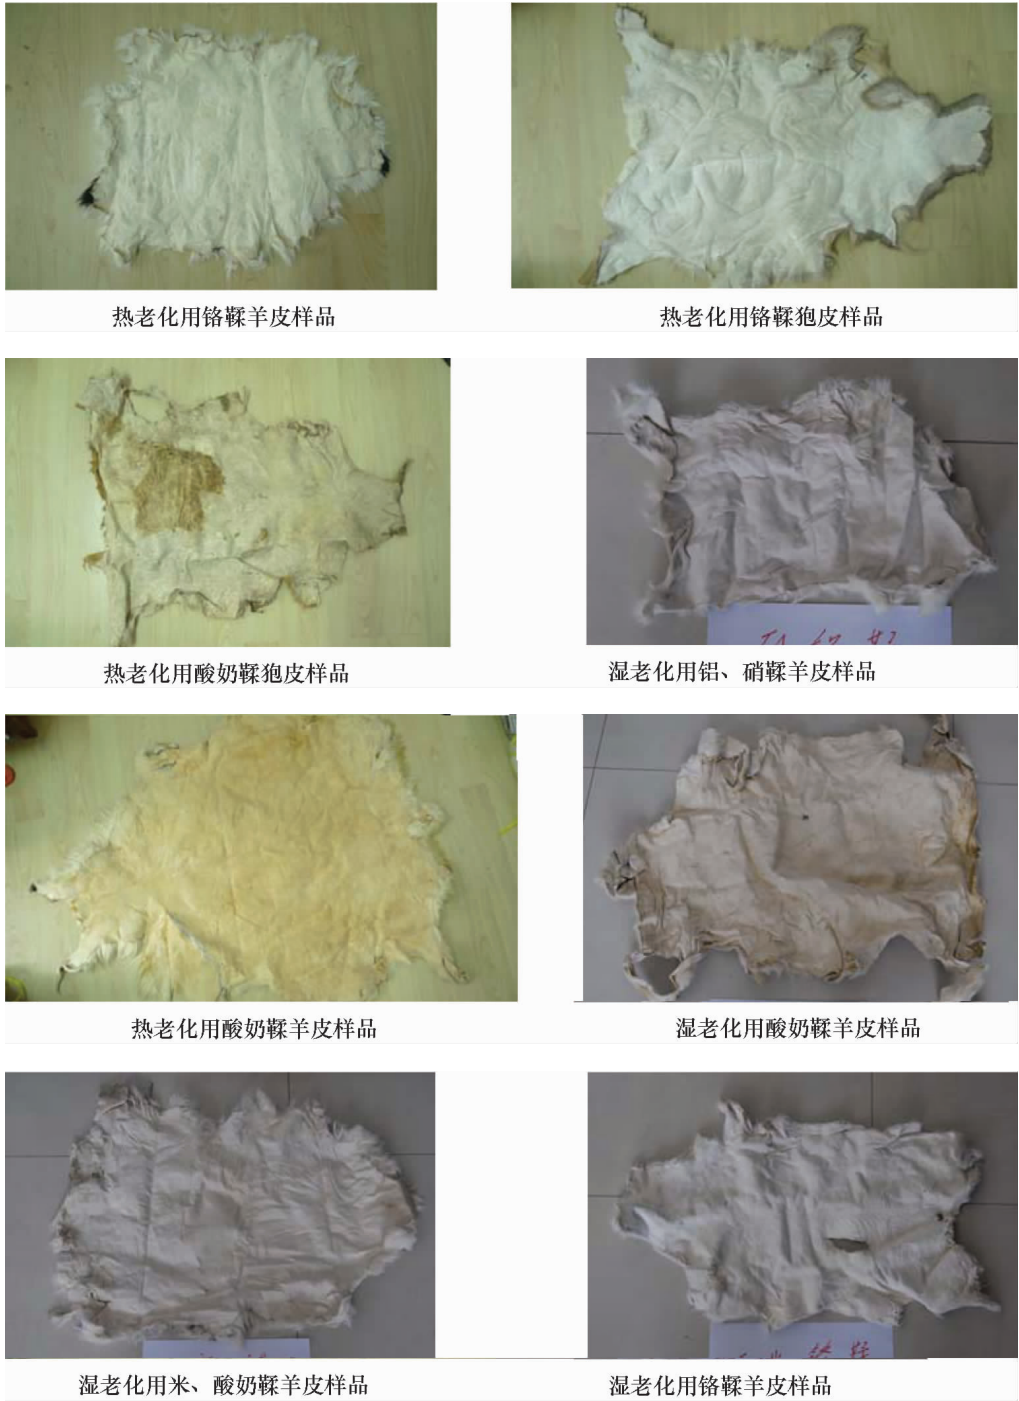 热老化用铬鞣羊皮样品
热老化用铬鞣狍皮样品
热老化用酸奶鞣狍皮样品
湿老化用铝、硝鞣羊皮样品
热老化用酸奶鞣羊皮样品
湿老化用酸奶鞣羊皮样品
湿老化用米、酸奶鞣羊皮样品
湿老化用铬鞣羊皮样品